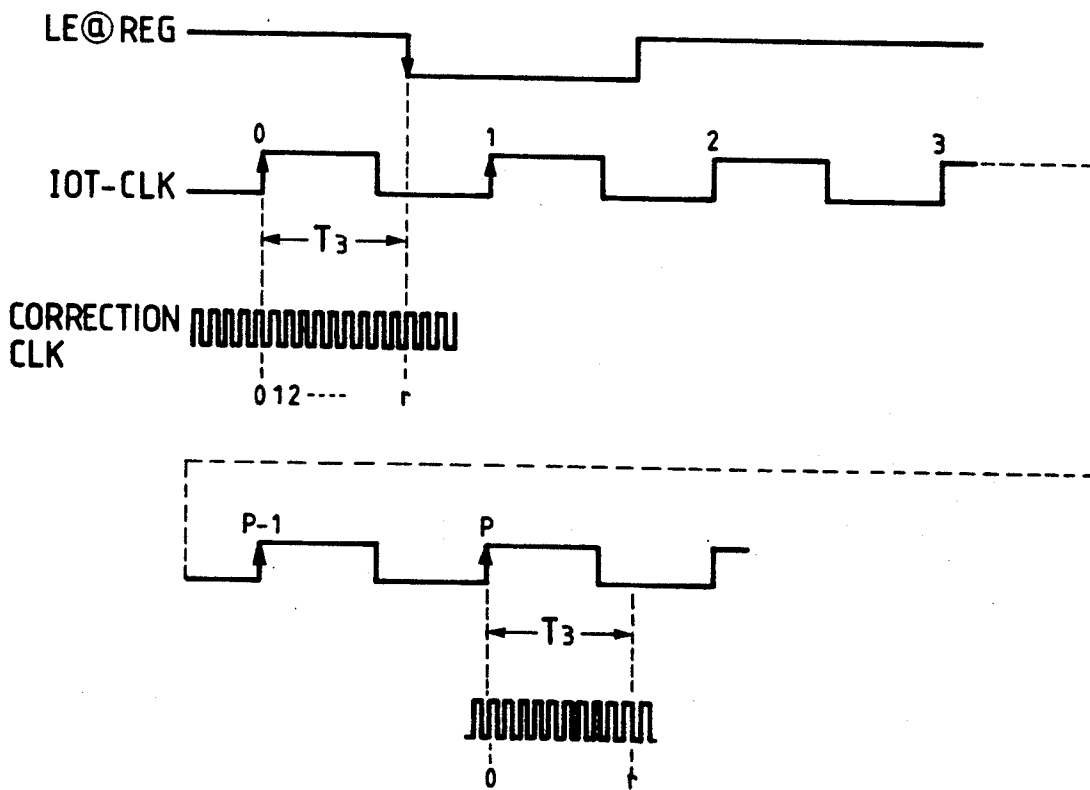 LE@REG
0 1 2 3
IOT-CLK
T3
CORRECTION
CLK
0 1 2 ---- r
P-1 P
T3
0 r